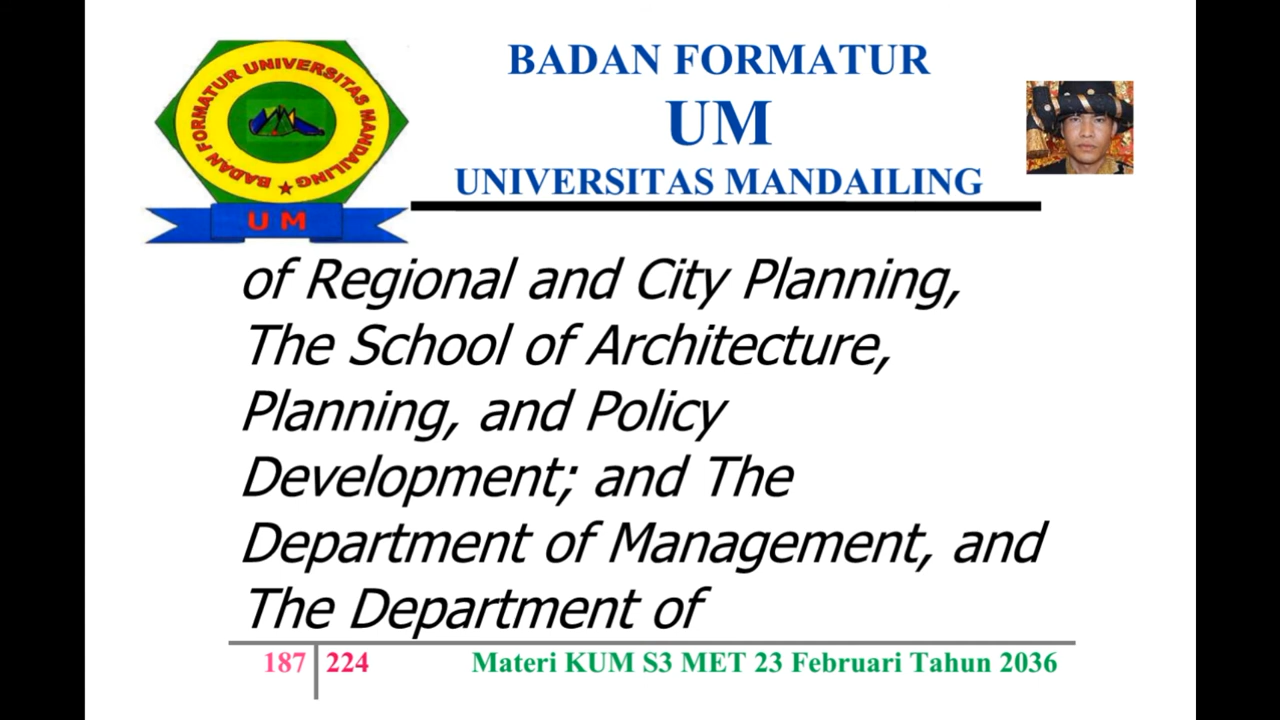 BADAN FORMATUR UNIVERSITAS MANDAILING
UM
BADAN FORMATUR
UM
UNIVERSITAS MANDAILING
of Regional and City Planning,
The School of Architecture,
Planning, and Policy
Development; and The
Department of Management, and
The Department of
187 224 Materi KUM S3 MET 23 Februari Tahun 2036